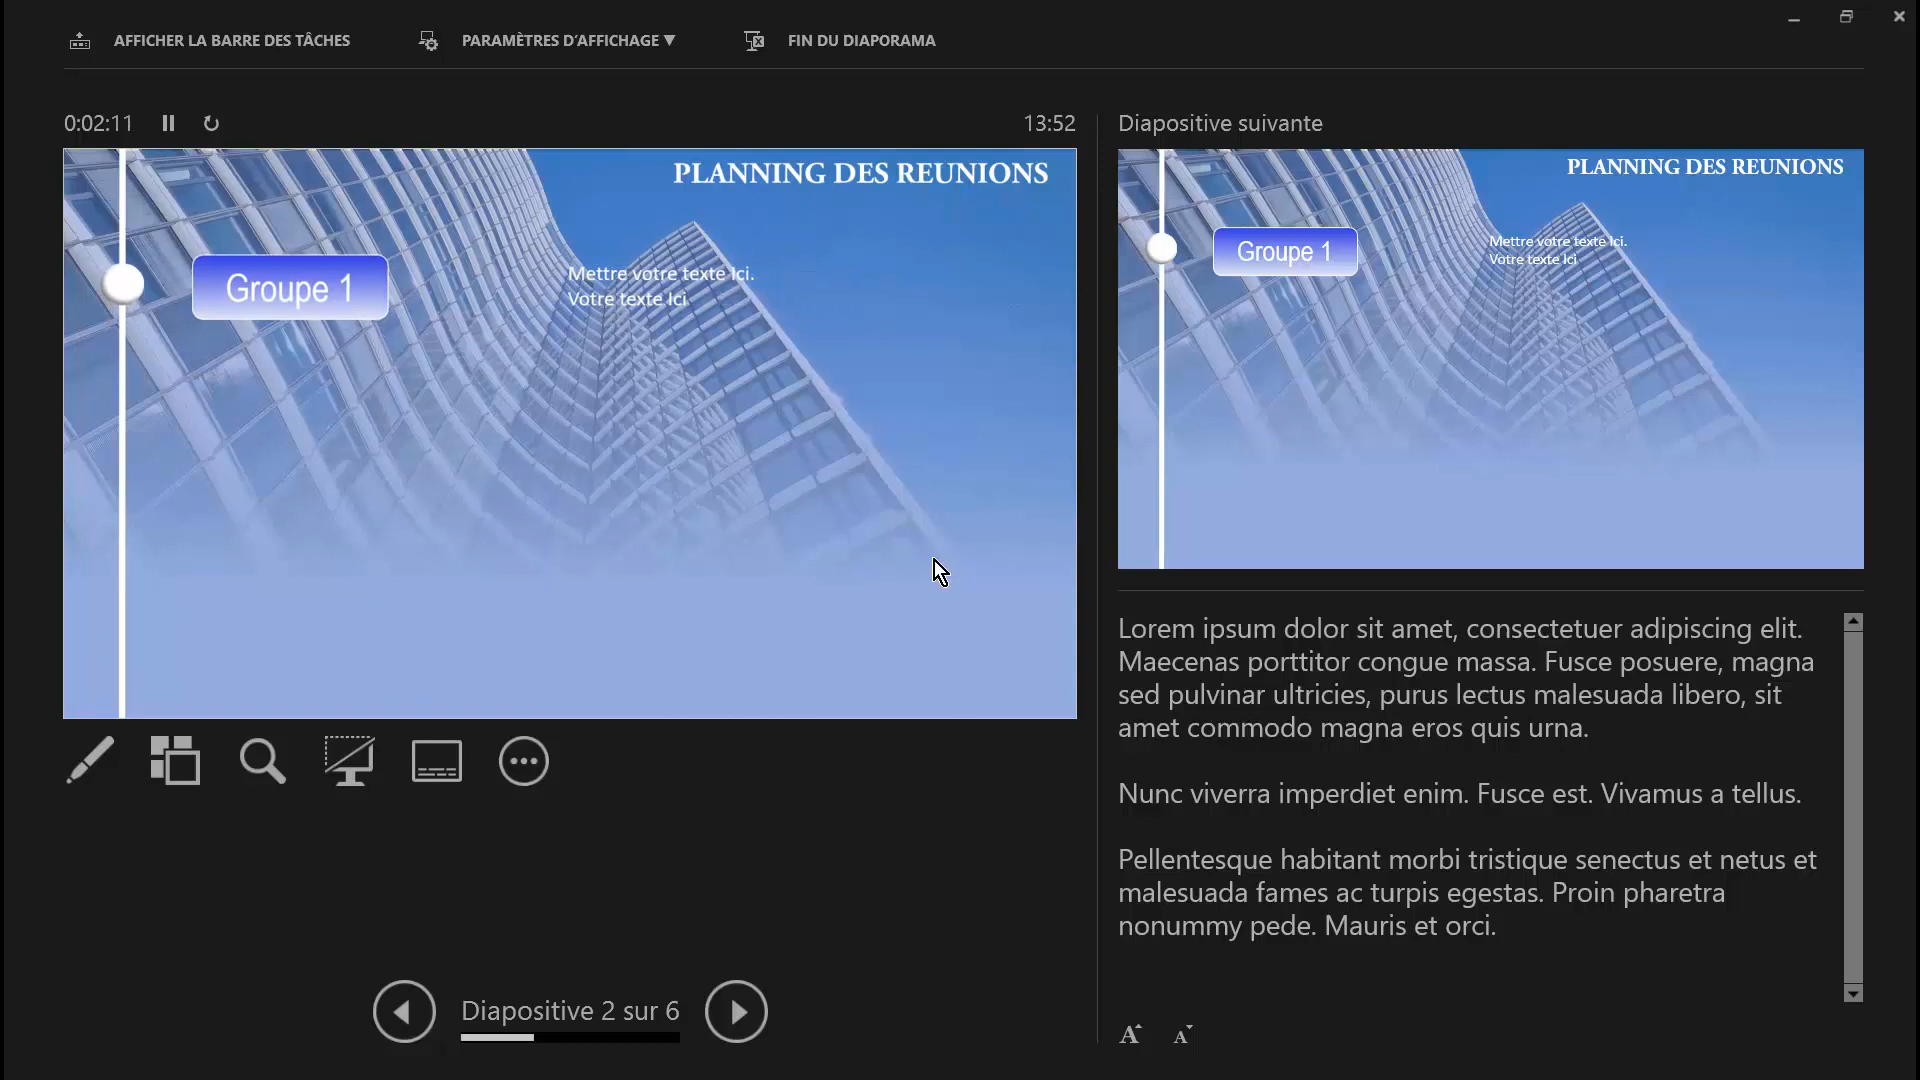 AFFICHER LA BARRE DES TÂCHES
PARAMÈTRES D'AFFICHAGE ▼
FIN DU DIAPORAMA
0:02:11
13:52
PLANNING DES REUNIONS
Groupe 1
Mettre votre texte Ici.
Votre texte Ici
Diapositive 2 sur 6
Diapositive suivante
PLANNING DES REUNIONS
Groupe 1
Mettre votre texte Ici.
Votre texte Ici
Lorem ipsum dolor sit amet, consectetuer adipiscing elit.
Maecenas porttitor congue massa. Fusce posuere, magna
sed pulvinar ultricies, purus lectus malesuada libero, sit
amet commodo magna eros quis urna.
Nunc viverra imperdiet enim. Fusce est. Vivamus a tellus.
Pellentesque habitant morbi tristique senectus et netus et
malesuada fames ac turpis egestas. Proin pharetra
nonummy pede. Mauris et orci.
A A